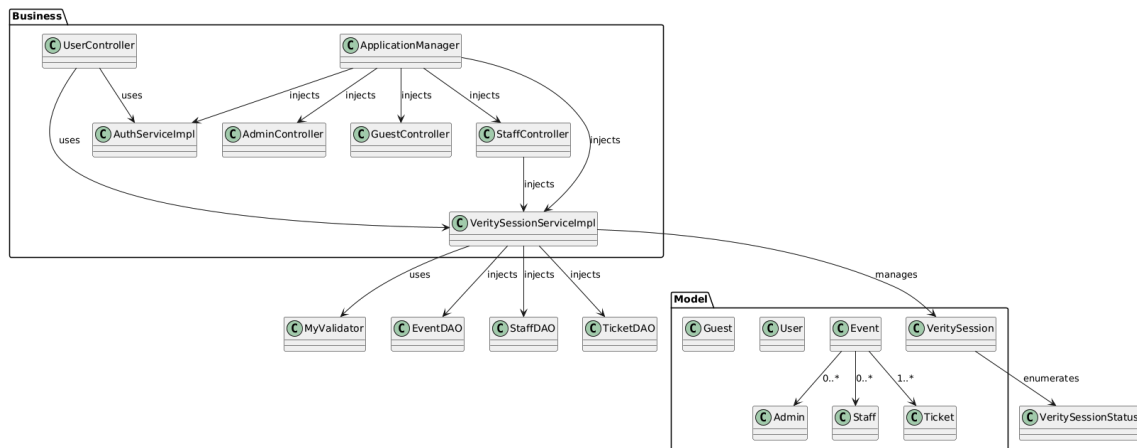 Business
C UserController
C ApplicationManager
uses
injects
injects
injects
injects
C AuthServiceImpl
C AdminController
C GuestController
C StaffController
uses
injects
injects
C VeritySessionServiceImpl
uses
injects
injects
injects
manages
C MyValidator
C EventDAO
C StaffDAO
C TicketDAO
Model
C Guest
C User
C Event
C VeritySession
0..*
0..*
1..*
enumerates
C Admin
C Staff
C Ticket
C VeritySessionStatus